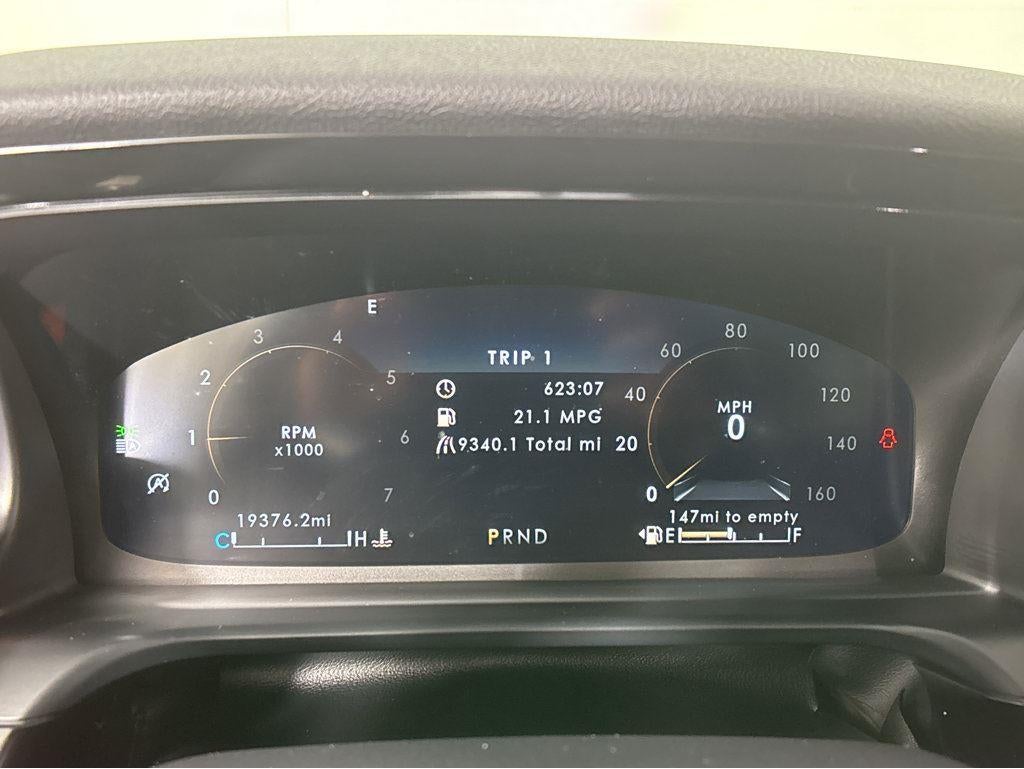 E
TRIP 1
623:07
21.1 MPG
9340.1 Total mi
0
1
2
3
4
5
6
7
RPM
x1000
0
20
40
60
80
100
120
140
160
MPH
0
A
A
19376.2mi
C H
PRND
147mi to empty
E F